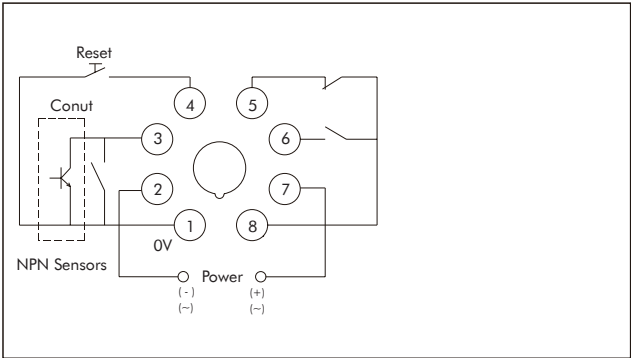 Reset
Conut
4 5
3 6
2 7
1 8
0V
NPN Sensors
Power
(-) (+)
(~) (~)